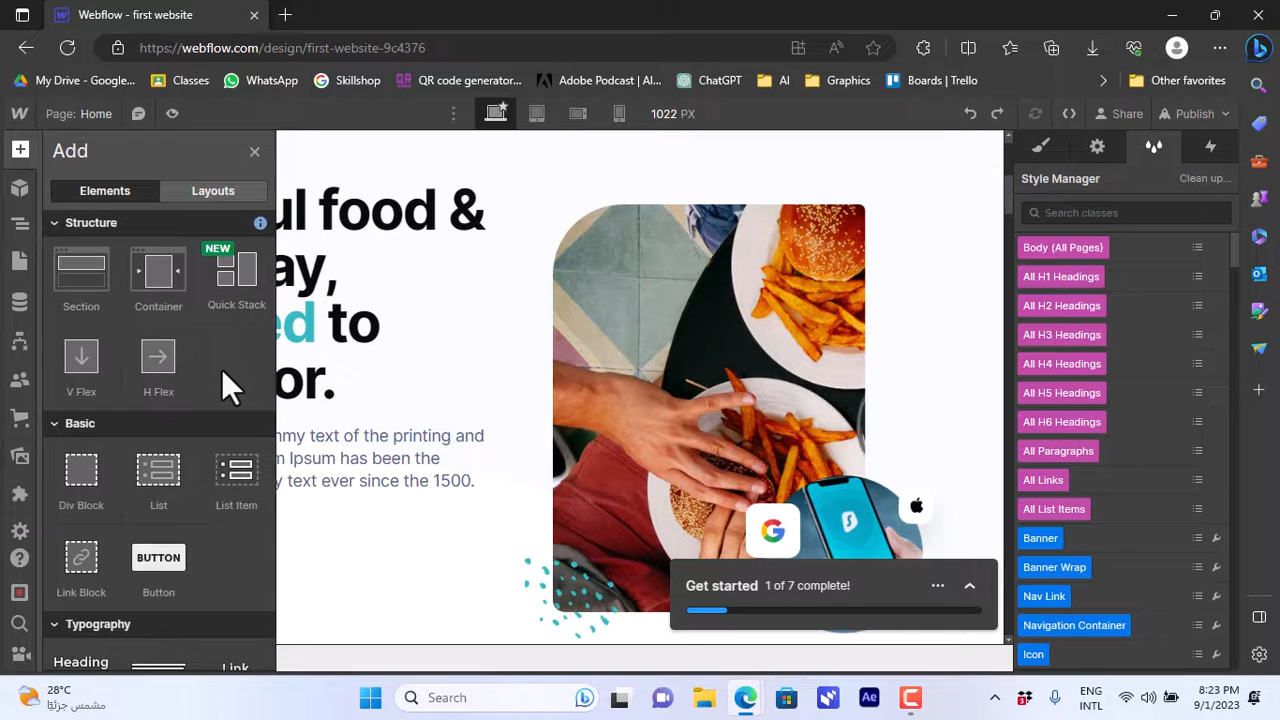 Webflow - first website
https://webflow.com/design/first-website-9c4376
My Drive - Google...
Classes
WhatsApp
Skillshop
QR code generator...
Adobe Podcast | AI...
ChatGPT
AI
Graphics
Boards | Trello
Other favorites
Page: Home
1022 PX
Share
Publish
Add
Elements
Layouts
Structure
NEW
Section
Container
Quick Stack
V Flex
H Flex
Basic
Div Block
List
List Item
BUTTON
Link Block
Button
Typography
Heading
Link
ul food &
ay,
ed to
or.
mmy text of the printing and
m Ipsum has been the
y text ever since the 1500.
Get started 1 of 7 complete!
Style Manager
Clean up...
Search classes
Body (All Pages)
All H1 Headings
All H2 Headings
All H3 Headings
All H4 Headings
All H5 Headings
All H6 Headings
All Paragraphs
All Links
All List Items
Banner
Banner Wrap
Nav Link
Navigation Container
Icon
28°C
مشمس جزئيًا
Search
Ae
ENG
INTL
8:23 PM
9/1/2023